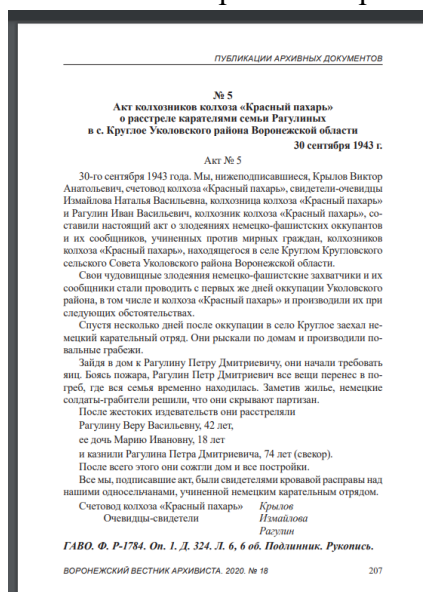 ПУБЛИКАЦИИ АРХИВНЫХ ДОКУМЕНТОВ
№ 5
Акт колхозников колхоза «Красный пахарь»
о расстреле карателями семьи Рагулиных
в с. Круглое Уколовского района Воронежской области
30 сентября 1943 г.
Акт № 5
30-го сентября 1943 года. Мы, нижеподписавшиеся, Крылов Виктор
Анатольевич, счетовод колхоза «Красный пахарь», свидетели-очевидцы
Измайлова Наталья Васильевна, колхозница колхоза «Красный пахарь»
и Рагулин Иван Васильевич, колхозник колхоза «Красный пахарь», со-
ставили настоящий акт о злодеяниях немецко-фашистских оккупантов
и их сообщников, учиненных против мирных граждан, колхозников
колхоза «Красный пахарь», находящегося в селе Круглом Кругловского
сельского Совета Уколовского района Воронежской области.
Свои чудовищные злодеяния немецко-фашистские захватчики и их
сообщники стали проводить с первых же дней оккупации Уколовского
района, в том числе и колхоза «Красный пахарь» и производили их при
следующих обстоятельствах.
Спустя несколько дней после оккупации в село Круглое заехал не-
мецкий карательный отряд. Они рыскали по домам и производили по-
вальные грабежи.
Зайдя в дом к Рагулину Петру Дмитриевичу, они начали требовать
яиц. Боясь пожара, Рагулин Петр Дмитриевич все вещи перенес в по-
греб, где вся семья временно находилась. Заметив жилье, немецкие
солдаты-грабители решили, что они скрывают партизан.
После жестоких издевательств они расстреляли
Рагулину Веру Васильевну, 42 лет,
ее дочь Марию Ивановну, 18 лет
и казнили Рагулина Петра Дмитриевича, 74 лет (свекор).
После всего этого они сожгли дом и все постройки.
Все мы, подписавшие акт, были свидетелями кровавой расправы над
нашими односельчанами, учиненной немецким карательным отрядом.
Счетовод колхоза «Красный пахарь» Крылов
Очевидцы-свидетели Измайлова
Рагулин
ГАВО. Ф. Р-1784. Оп. 1. Д. 324. Л. 6, 6 об. Подлинник. Рукопись.
ВОРОНЕЖСКИЙ ВЕСТНИК АРХИВИСТА. 2020. № 18 207